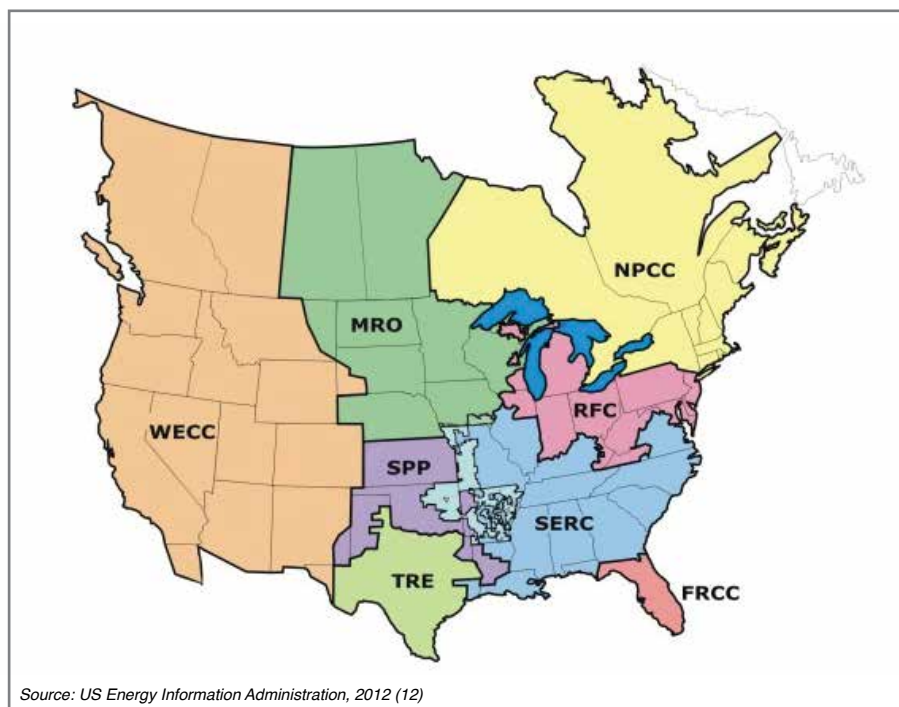 NPCC
MRO
RFC
WECC
SPP
SERC
TRE
FRCC
Source: US Energy Information Administration, 2012 (12)